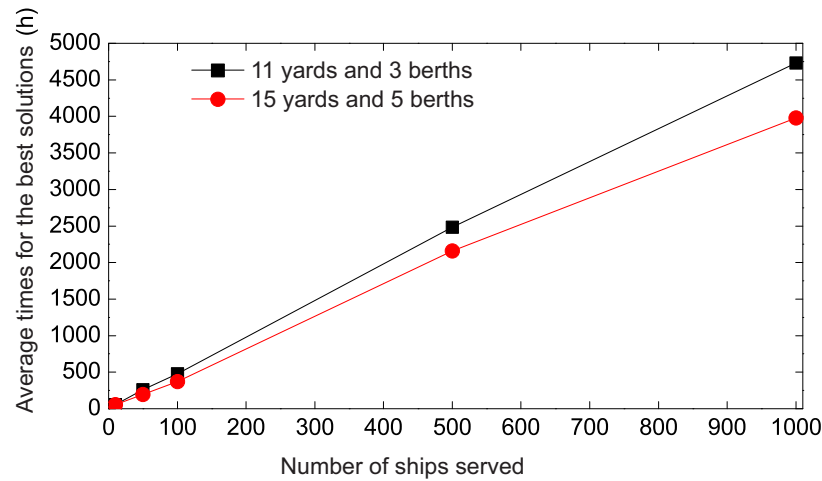 Average times for the best solutions (h)
5000
4500
4000
3500
3000
2500
2000
1500
1000
500
0
11 yards and 3 berths
15 yards and 5 berths
0 100 200 300 400 500 600 700 800 900 1000
Number of ships served